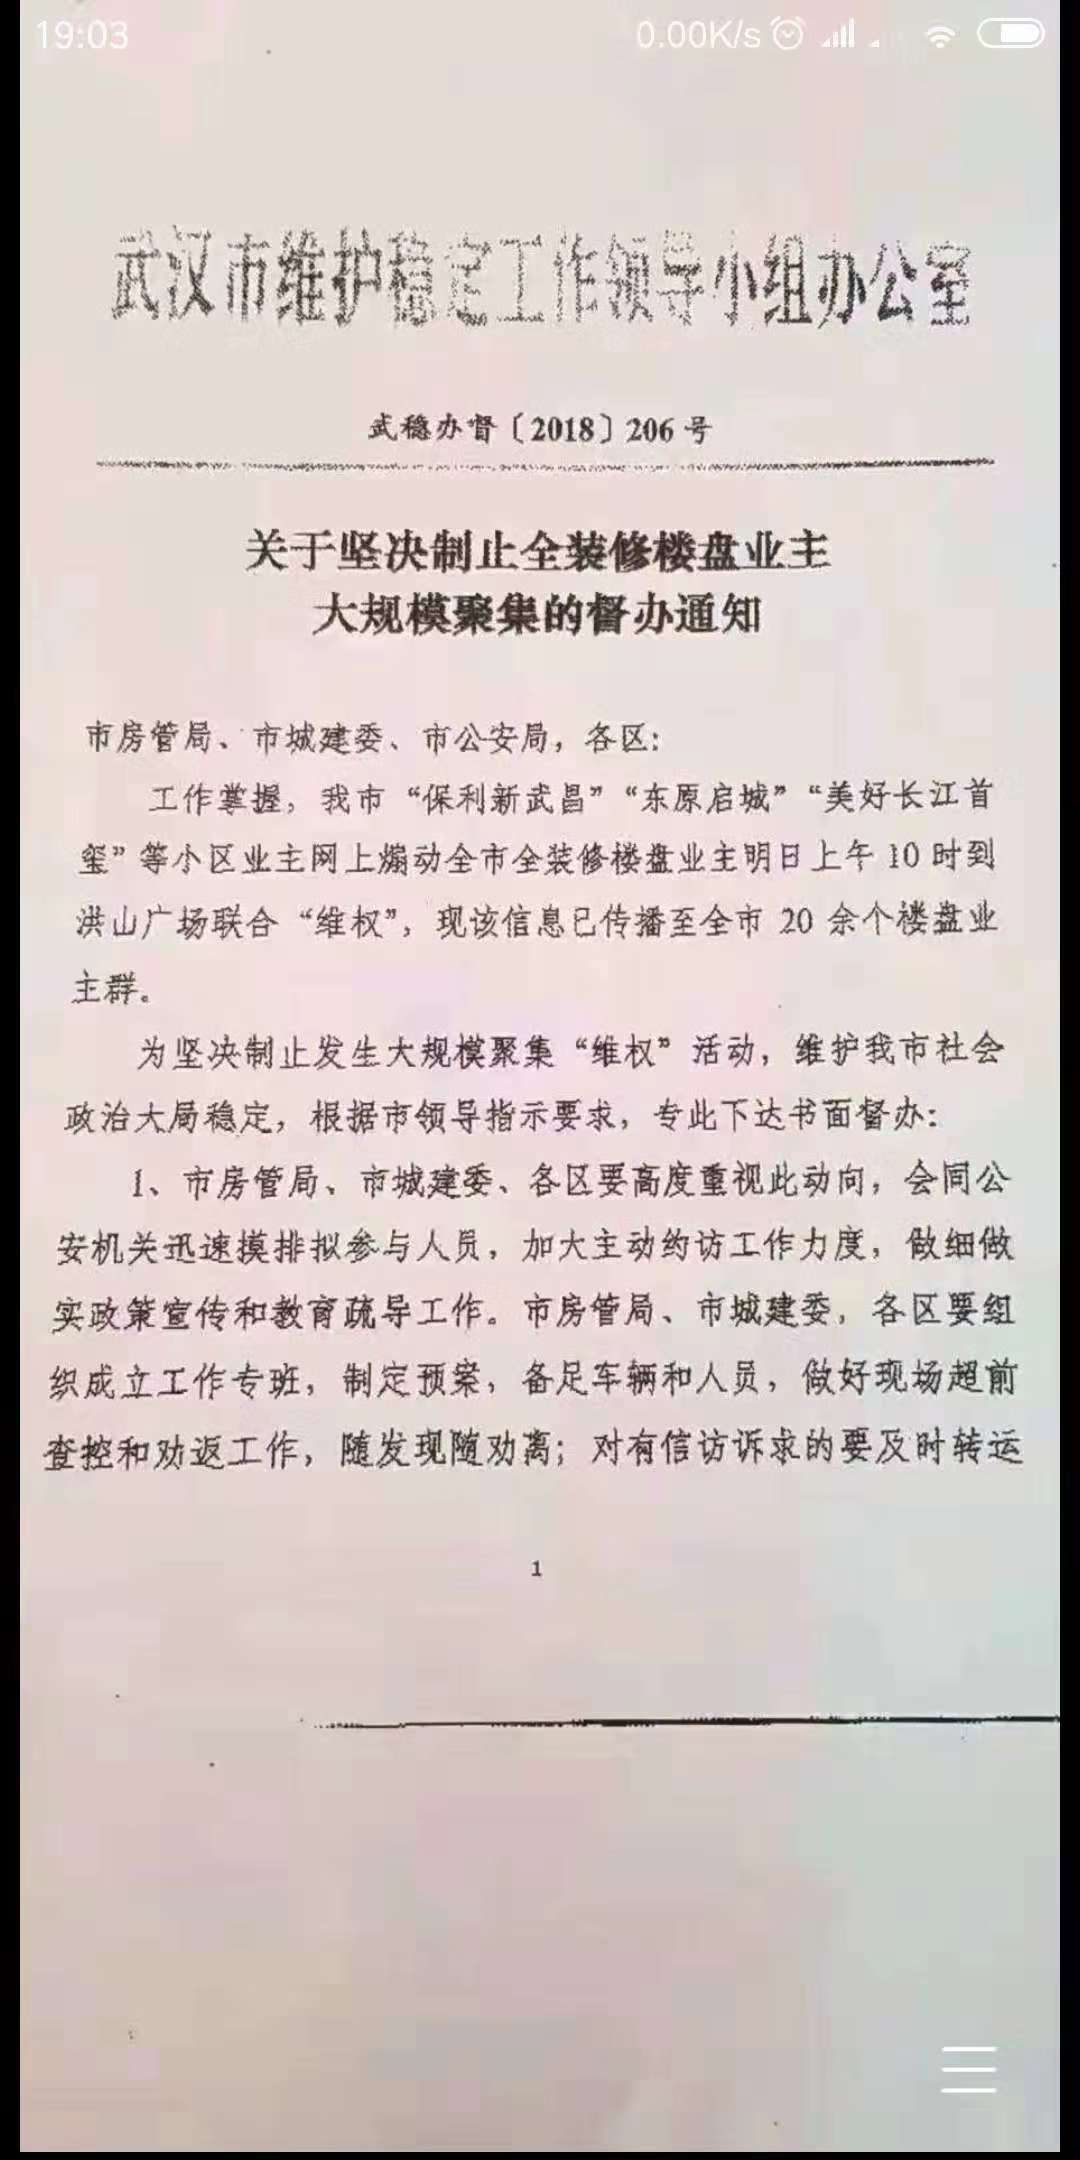 19:03
0.00K/s
武汉市维护稳定工作领导小组办公室
武稳办督〔2018〕206 号
关于坚决制止全装修楼盘业主
大规模聚集的督办通知
市房管局、市城建委、市公安局，各区：
工作掌握，我市“保利新武昌”“东原启城”“美好长江首
玺”等小区业主网上煽动全市全装修楼盘业主明日上午 10 时到
洪山广场联合“维权”，现该信息已传播至全市 20 余个楼盘业
主群。
为坚决制止发生大规模聚集“维权”活动，维护我市社会
政治大局稳定，根据市领导指示要求，专此下达书面督办：
1、市房管局、市城建委、各区要高度重视此动向，会同公
安机关迅速摸排拟参与人员，加大主动约访工作力度，做细做
实政策宣传和教育疏导工作。市房管局、市城建委，各区要组
织成立工作专班，制定预案，备足车辆和人员，做好现场超前
查控和劝返工作，随发现随劝离；对有信访诉求的要及时转运
1